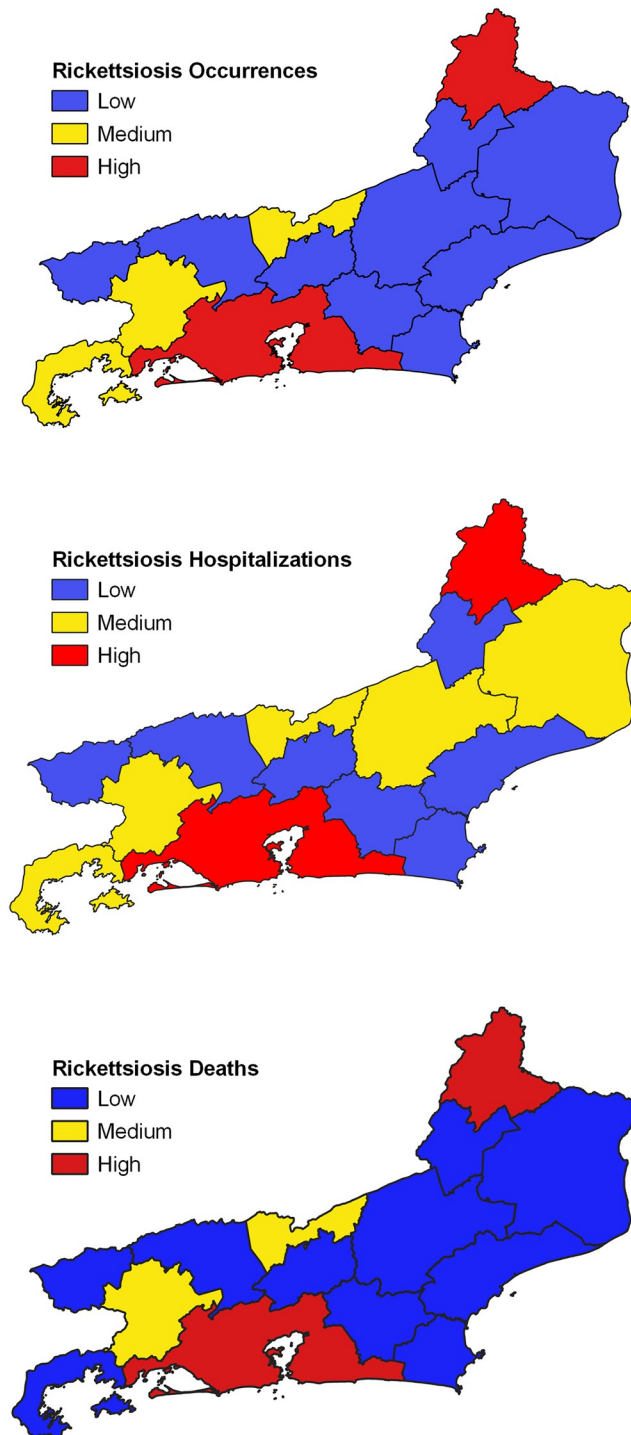 Rickettsiosis Occurrences
Low
Medium
High
Rickettsiosis Hospitalizations
Low
Medium
High
Rickettsiosis Deaths
Low
Medium
High